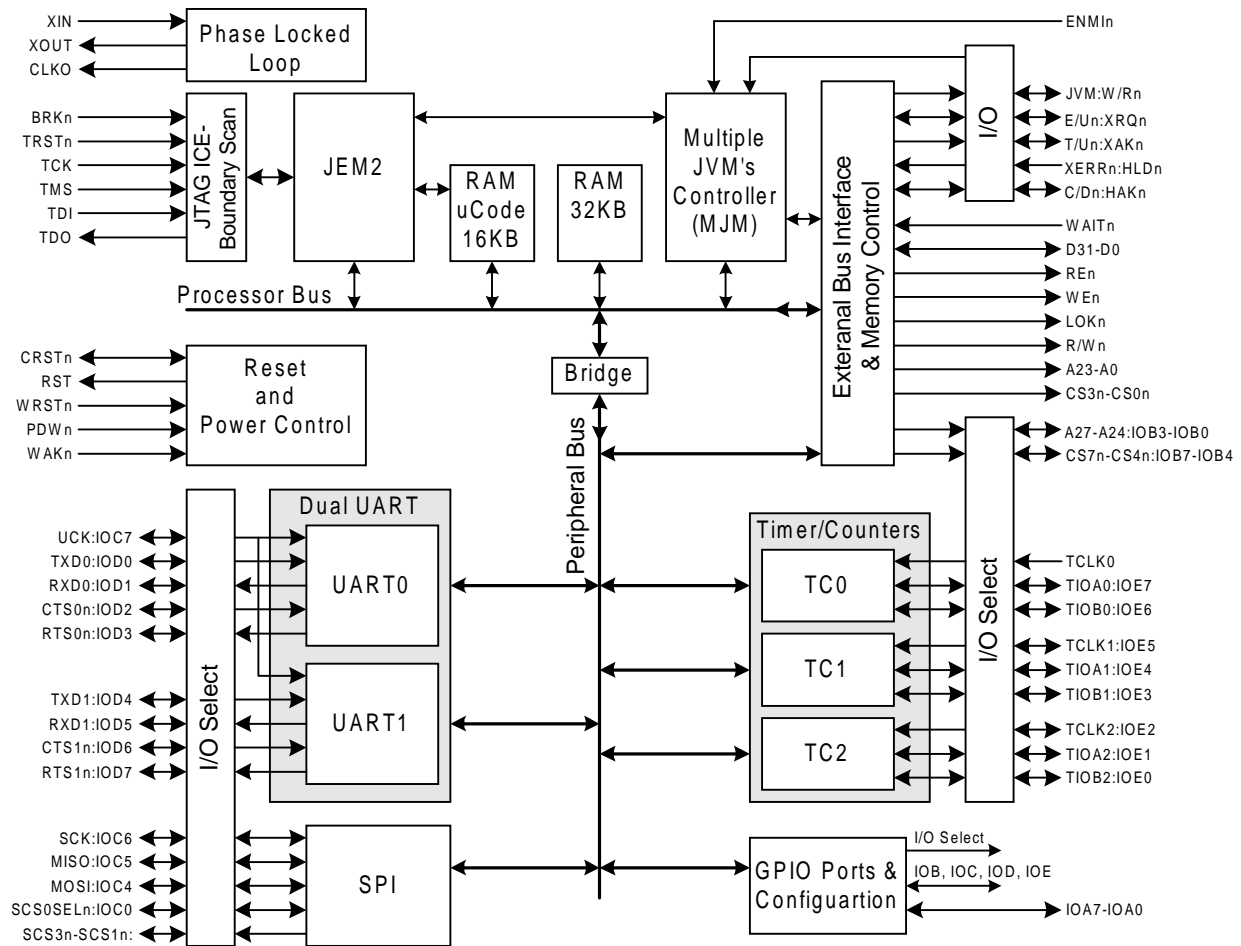 XIN
XOUT
CLKO
Phase Locked
Loop
ENMIn
BRKn
TRSTn
TCK
TMS
TDI
TDO
JTAG ICE-
Boundary Scan
JEM2
RAM
uCode
16KB
RAM
32KB
Multiple
JVM's
Controller
(MJM)
Exteranal Bus Interface
& Memory Control
I/O
JVM:W/Rn
E/Un:XRQn
T/Un:XAKn
XERRn:HLDn
C/Dn:HAKn
WAITn
D31-D0
REn
WEn
LOKn
R/Wn
A23-A0
CS3n-CS0n
Processor Bus
CRSTn
RST
WRSTn
PDWn
WAKn
Reset
and
Power Control
Bridge
Peripheral Bus
A27-A24:IOB3-IOB0
CS7n-CS4n:IOB7-IOB4
UCK:IOC7
TXD0:IOD0
RXD0:IOD1
CTS0n:IOD2
RTS0n:IOD3
TXD1:IOD4
RXD1:IOD5
CTS1n:IOD6
RTS1n:IOD7
SCK:IOC6
MISO:IOC5
MOSI:IOC4
SCS0SELn:IOC0
SCS3n-SCS1n:
I/O Select
Dual UART
UART0
UART1
SPI
Timer/Counters
TC0
TC1
TC2
I/O Select
TCLK0
TIOA0:IOE7
TIOB0:IOE6
TCLK1:IOE5
TIOA1:IOE4
TIOB1:IOE3
TCLK2:IOE2
TIOA2:IOE1
TIOB2:IOE0
GPIO Ports &
Configuartion
I/O Select
IOB, IOC, IOD, IOE
IOA7-IOA0